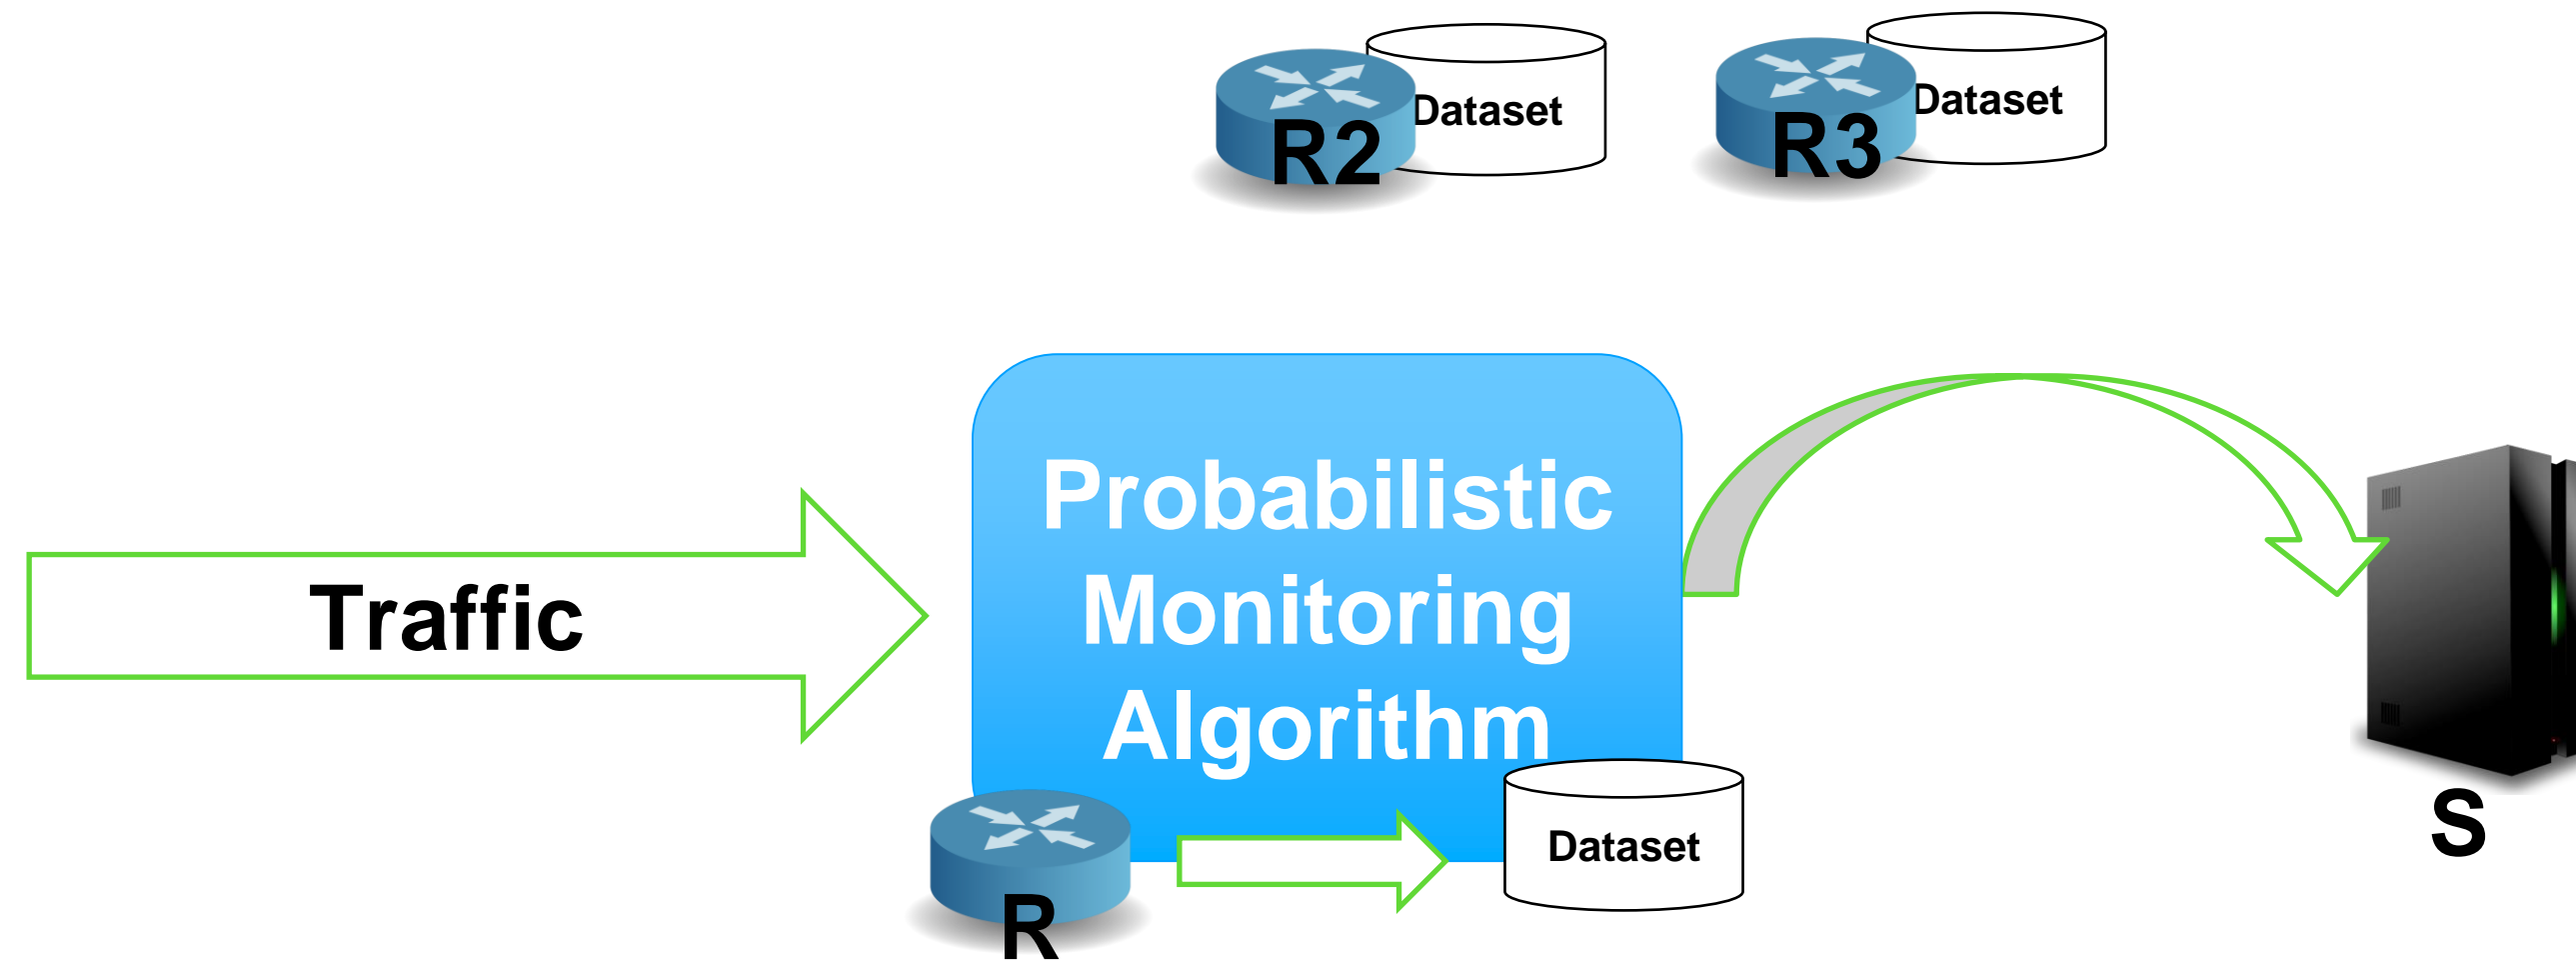 R2
Dataset
R3
Dataset
Traffic
Probabilistic
Monitoring
Algorithm
R
Dataset
S